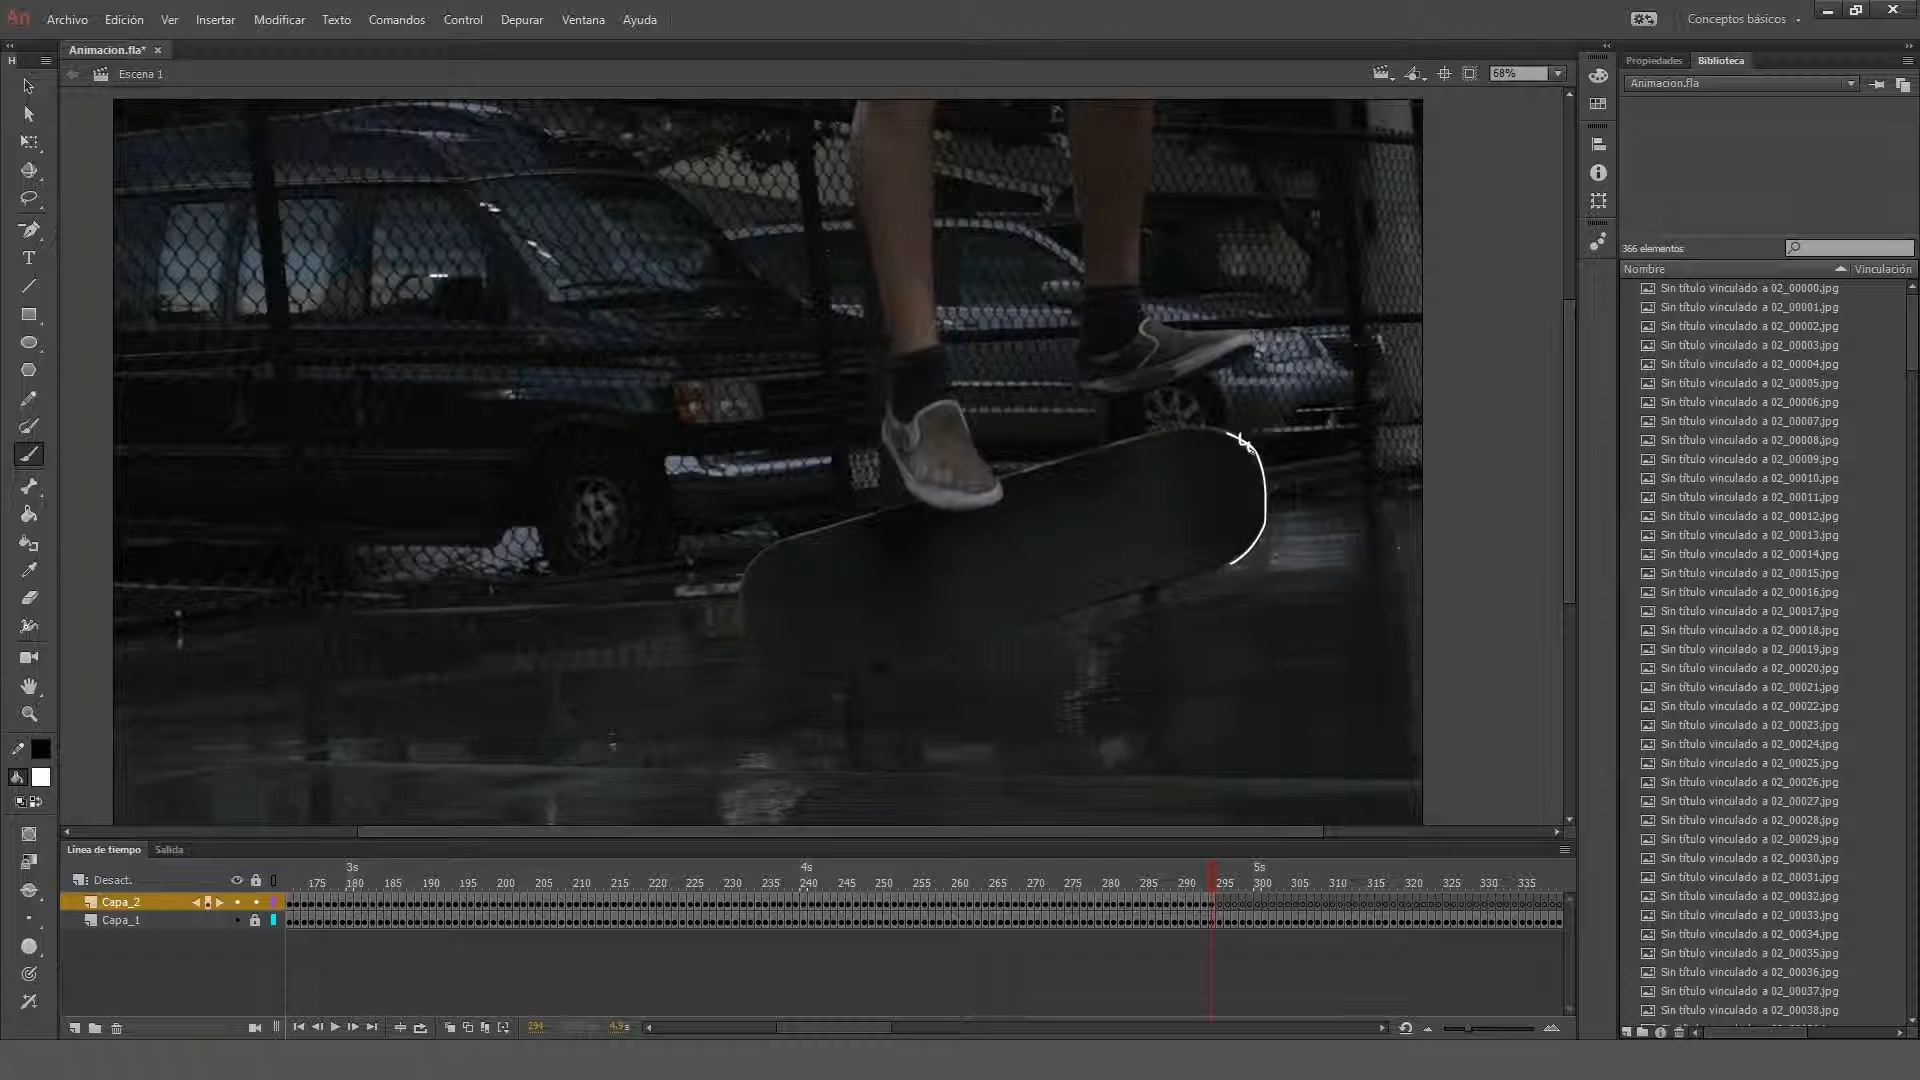 An Archivo Edición Ver Insertar Modificar Texto Comandos Control Depurar Ventana Ayuda Conceptos básicos
Animacion.fla*
Escena 1
68%
Propiedades Biblioteca
Animacion.fla
366 elementos
Nombre Vinculación
Sin título vinculado a 02_00000.jpg
Sin título vinculado a 02_00001.jpg
Sin título vinculado a 02_00002.jpg
Sin título vinculado a 02_00003.jpg
Sin título vinculado a 02_00004.jpg
Sin título vinculado a 02_00005.jpg
Sin título vinculado a 02_00006.jpg
Sin título vinculado a 02_00007.jpg
Sin título vinculado a 02_00008.jpg
Sin título vinculado a 02_00009.jpg
Sin título vinculado a 02_00010.jpg
Sin título vinculado a 02_00011.jpg
Sin título vinculado a 02_00012.jpg
Sin título vinculado a 02_00013.jpg
Sin título vinculado a 02_00014.jpg
Sin título vinculado a 02_00015.jpg
Sin título vinculado a 02_00016.jpg
Sin título vinculado a 02_00017.jpg
Sin título vinculado a 02_00018.jpg
Sin título vinculado a 02_00019.jpg
Sin título vinculado a 02_00020.jpg
Sin título vinculado a 02_00021.jpg
Sin título vinculado a 02_00022.jpg
Sin título vinculado a 02_00023.jpg
Sin título vinculado a 02_00024.jpg
Sin título vinculado a 02_00025.jpg
Sin título vinculado a 02_00026.jpg
Sin título vinculado a 02_00027.jpg
Sin título vinculado a 02_00028.jpg
Sin título vinculado a 02_00029.jpg
Sin título vinculado a 02_00030.jpg
Sin título vinculado a 02_00031.jpg
Sin título vinculado a 02_00032.jpg
Sin título vinculado a 02_00033.jpg
Sin título vinculado a 02_00034.jpg
Sin título vinculado a 02_00035.jpg
Sin título vinculado a 02_00036.jpg
Sin título vinculado a 02_00037.jpg
Sin título vinculado a 02_00038.jpg
Línea de tiempo Salida
3s 4s 5s
Desact. 175 180 185 190 195 200 205 210 215 220 225 230 235 240 245 250 255 260 265 270 275 280 285 290 295 300 305 310 315 320 325 330 335
Capa_2
Capa_1
294 4.9 s